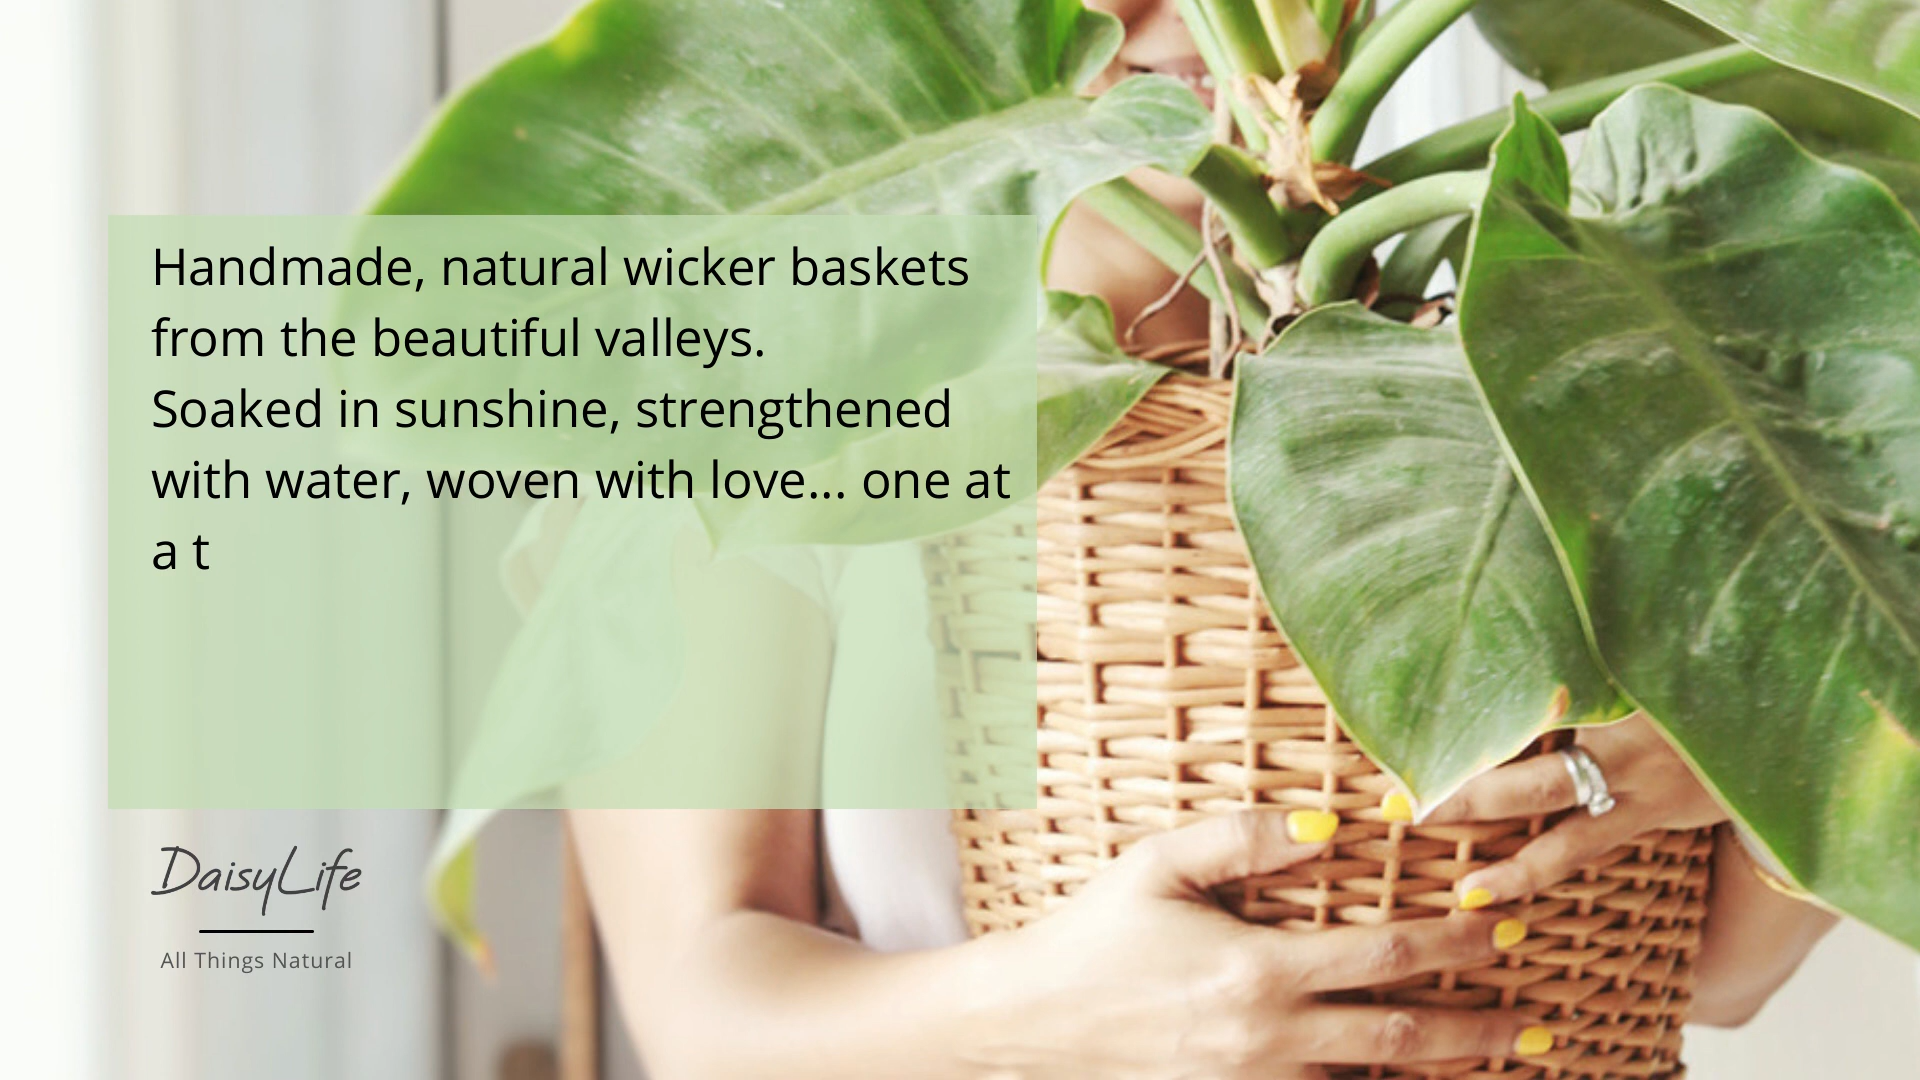 Handmade, natural wicker baskets
from the beautiful valleys.
Soaked in sunshine, strengthened
with water, woven with love... one at
a t
DaisyLife
All Things Natural